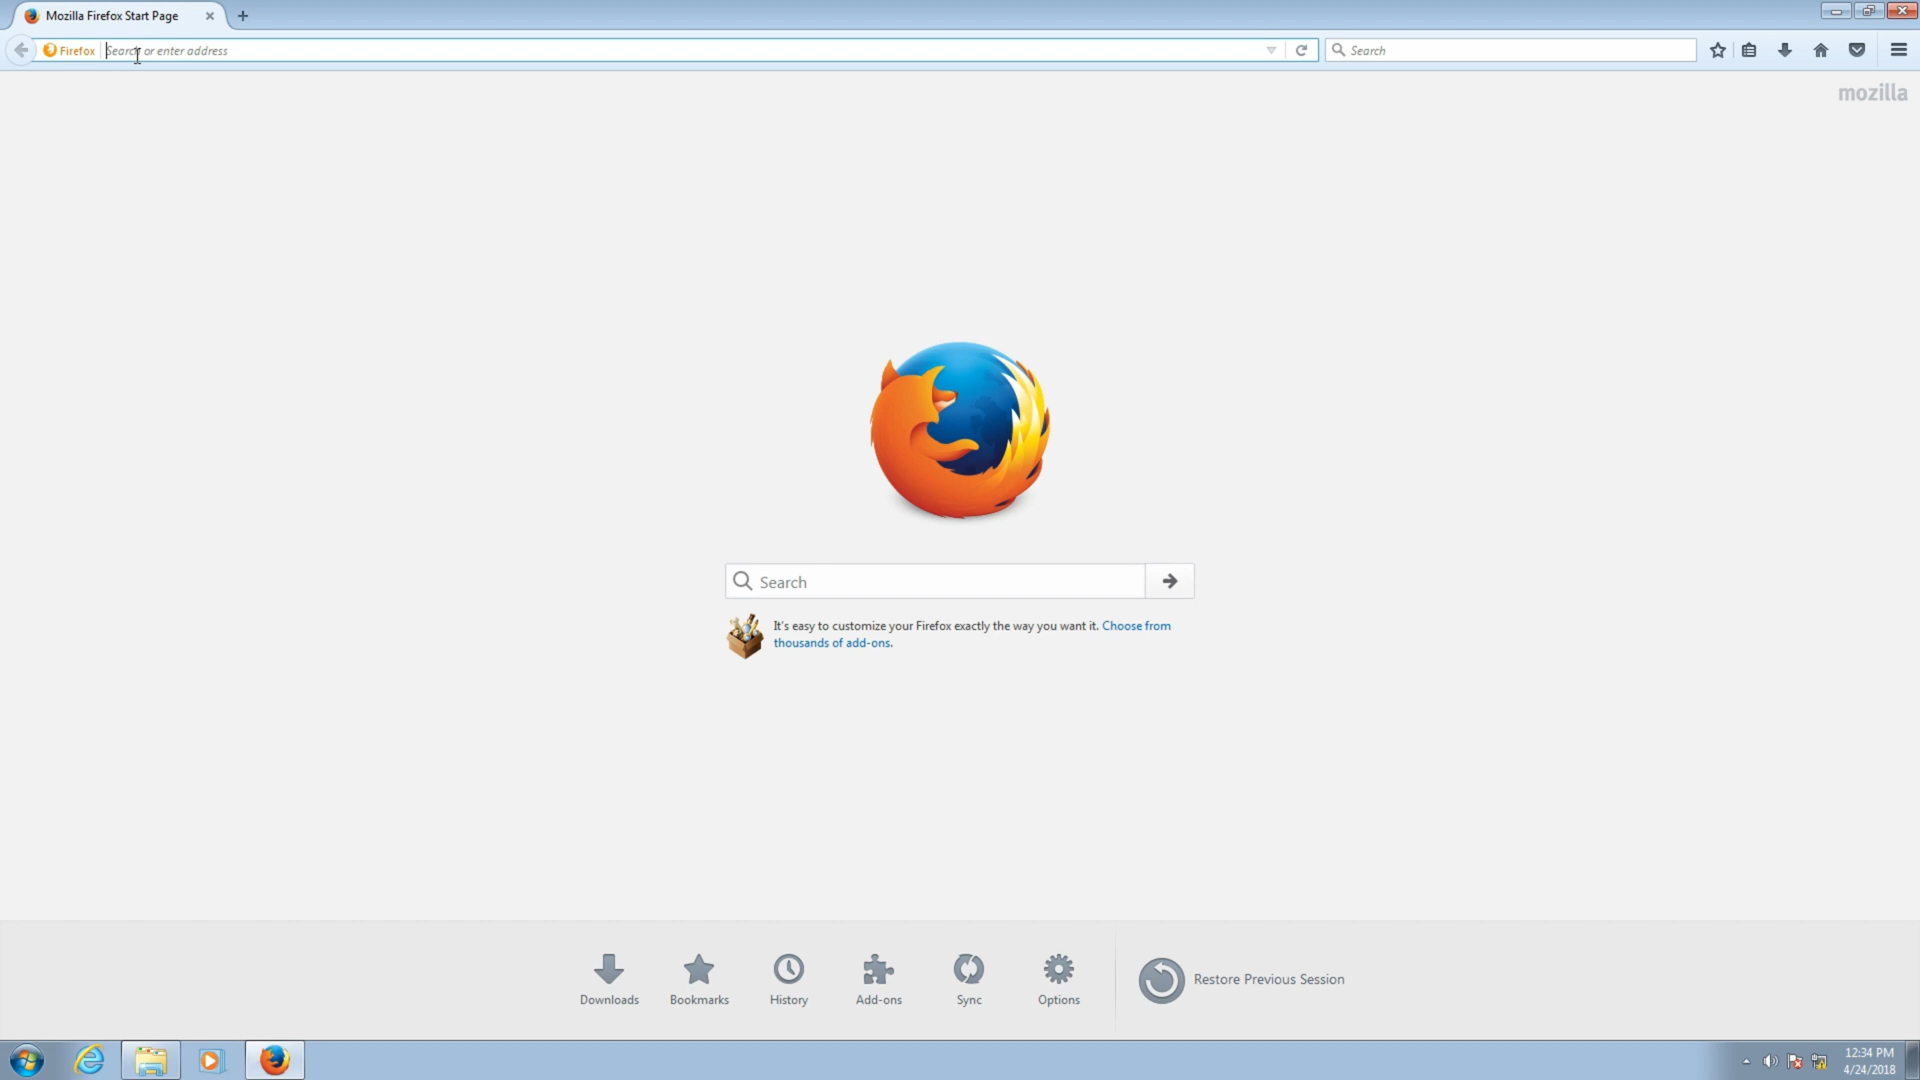 Mozilla Firefox Start Page
Firefox
Search or enter address
Search
mozilla
Search
It's easy to customize your Firefox exactly the way you want it. Choose from
thousands of add-ons.
Downloads
Bookmarks
History
Add-ons
Sync
Options
Restore Previous Session
12:34 PM
4/24/2018